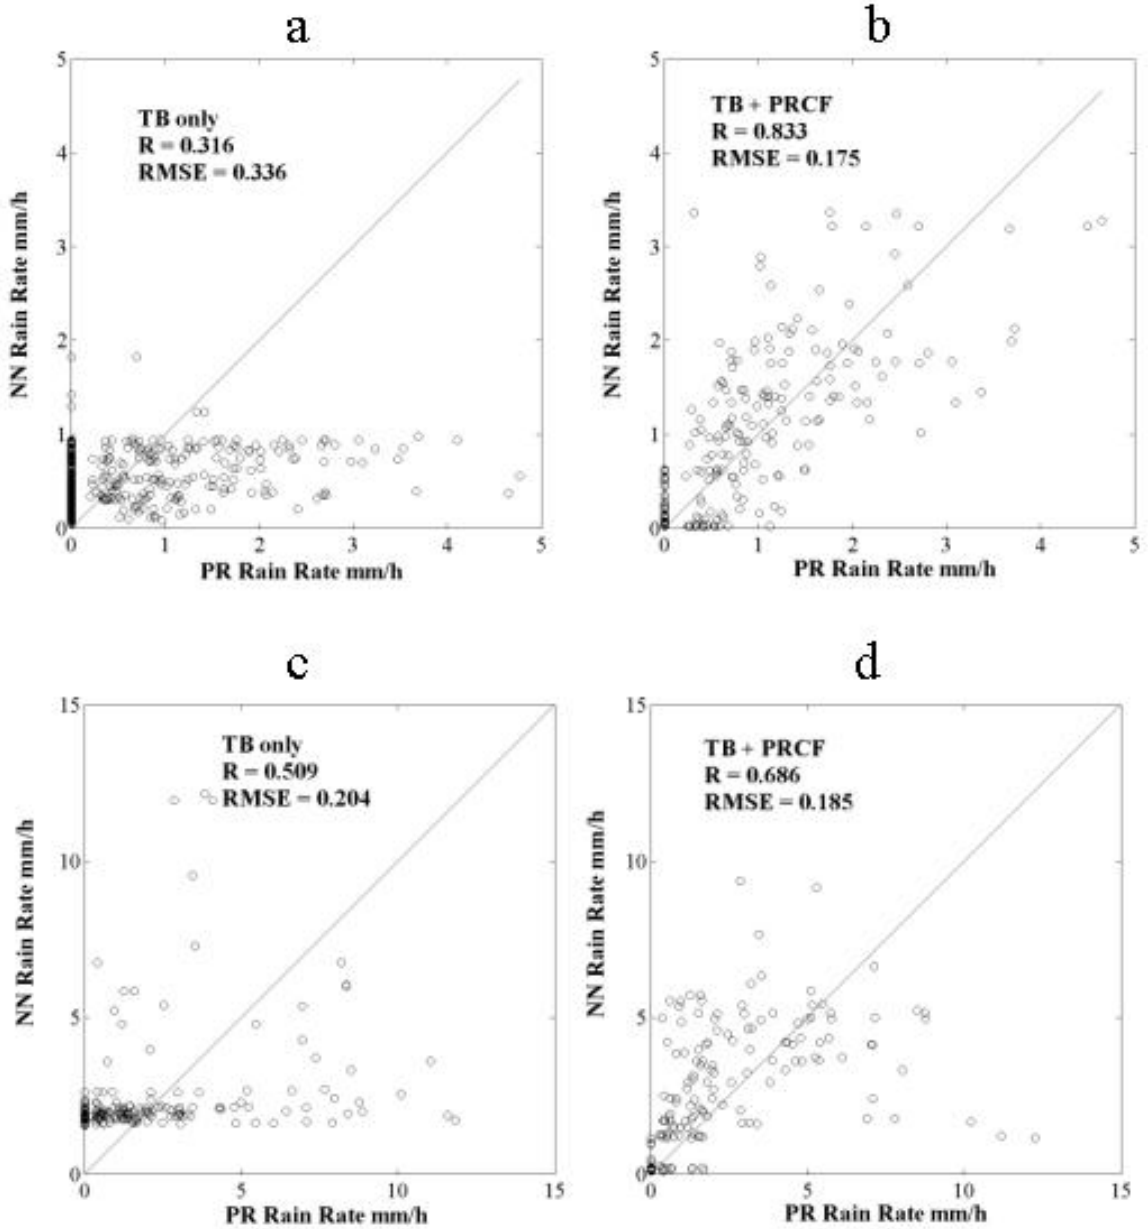 a
5
4
3
2
1
0
0 1 2 3 4 5
NN Rain Rate mm/h
PR Rain Rate mm/h
TB only
R = 0.316
RMSE = 0.336
b
5
4
3
2
1
0
0 1 2 3 4 5
NN Rain Rate mm/h
PR Rain Rate mm/h
TB + PRCF
R = 0.833
RMSE = 0.175
c
15
10
5
0
0 5 10 15
NN Rain Rate mm/h
PR Rain Rate mm/h
TB only
R = 0.509
RMSE = 0.204
d
15
10
5
0
0 5 10 15
NN Rain Rate mm/h
PR Rain Rate mm/h
TB + PRCF
R = 0.686
RMSE = 0.185